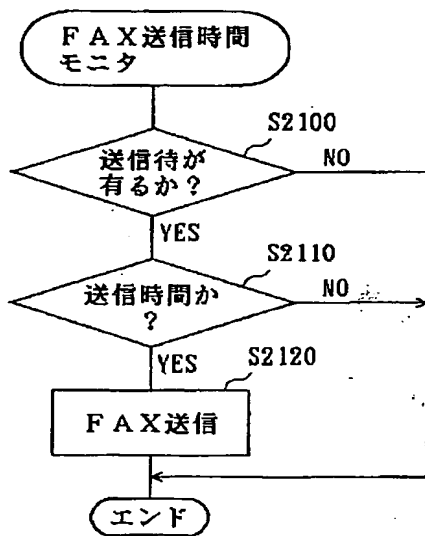 FAX送信時間
モニタ
S2100
送信待が
有るか?
NO
YES
S2110
送信時間か
?
NO
YES
S2120
FAX送信
エンド